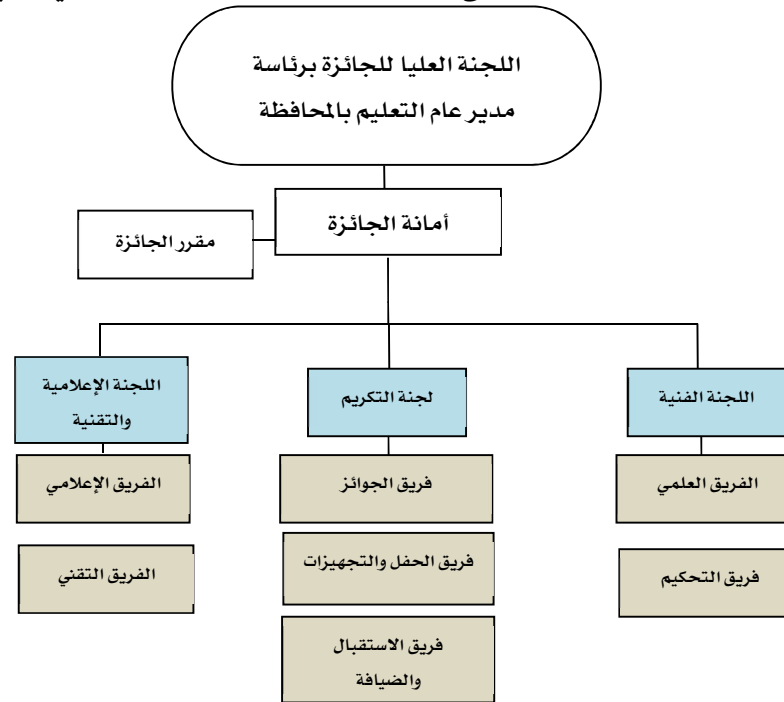 اللجنة العليا للجائزة برئاسة
مدير عام التعليم بالمحافظة
أمانة الجائزة
مقرر الجائزة
اللجنة الفنية
لجنة التكريم
اللجنة الإعلامية
والتقنية
الفريق العلمي
فريق الجوائز
الفريق الإعلامي
فريق التحكيم
فريق الحفل والتجهيزات
الفريق التقني
فريق الاستقبال
والضيافة